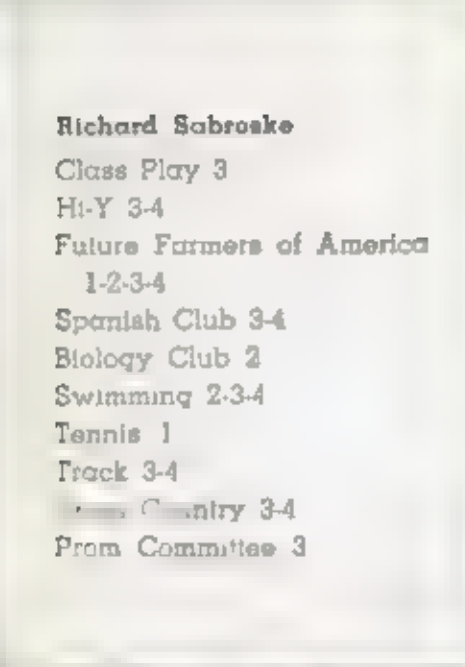 Richard Sabroske
Class Play 3
Hi-Y 3-4
Future Farmers of America
1-2-3-4
Spanish Club 3-4
Biology Club 2
Swimming 2-3-4
Tennis 1
Track 3-4
Country 3-4
Prom Committee 3